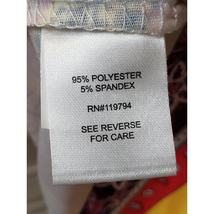 95% POLYESTER
5% SPANDEX
RN#119794
SEE REVERSE
FOR CARE